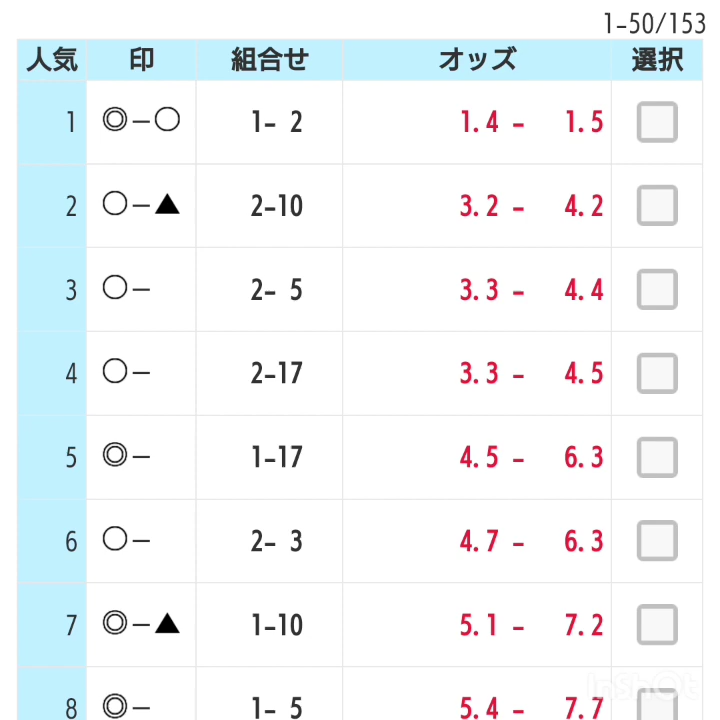 1-50/153
人気 印 組合せ オッズ 選択
1 ◎-○ 1- 2 1.4 - 1.5
2 ○-▲ 2-10 3.2 - 4.2
3 ○- 2- 5 3.3 - 4.4
4 ○- 2-17 3.3 - 4.5
5 ◎- 1-17 4.5 - 6.3
6 ○- 2- 3 4.7 - 6.3
7 ◎-▲ 1-10 5.1 - 7.2
8 ◎- 1- 5 5.4 - 7.7
InShOt